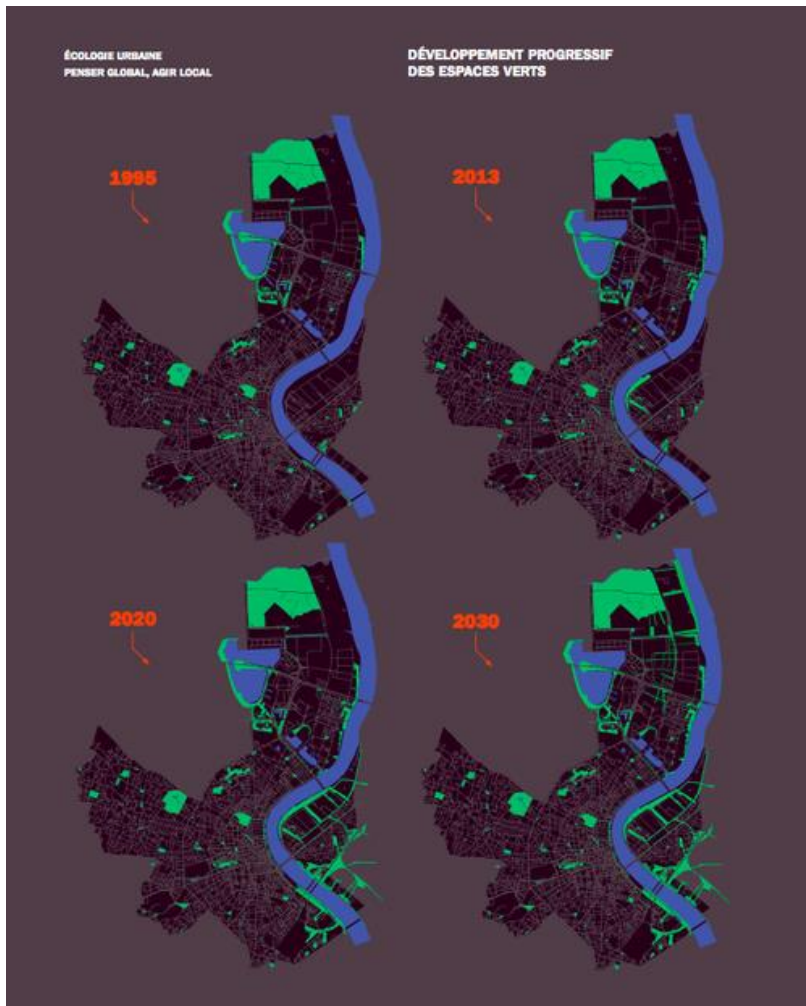 ÉCOLOGIE URBAINE
PENSER GLOBAL, AGIR LOCAL
DÉVELOPPEMENT PROGRESSIF
DES ESPACES VERTS
1995
2013
2020
2030